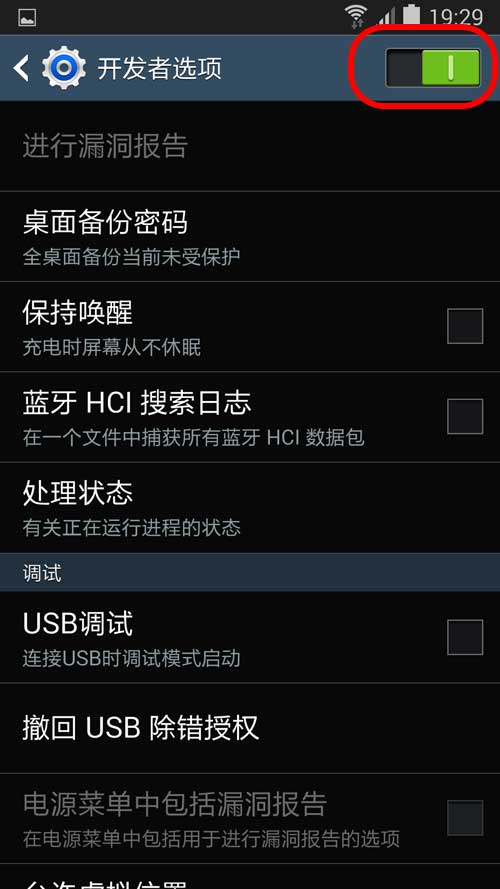 19:29
开发者选项
进行漏洞报告
桌面备份密码
全桌面备份当前未受保护
保持唤醒
充电时屏幕从不休眠
蓝牙 HCI 搜索日志
在一个文件中捕获所有蓝牙 HCI 数据包
处理状态
有关正在运行进程的状态
调试
USB调试
连接USB时调试模式启动
撤回 USB 除错授权
电源菜单中包括漏洞报告
在电源菜单中包括用于进行漏洞报告的选项
允许虚拟位置